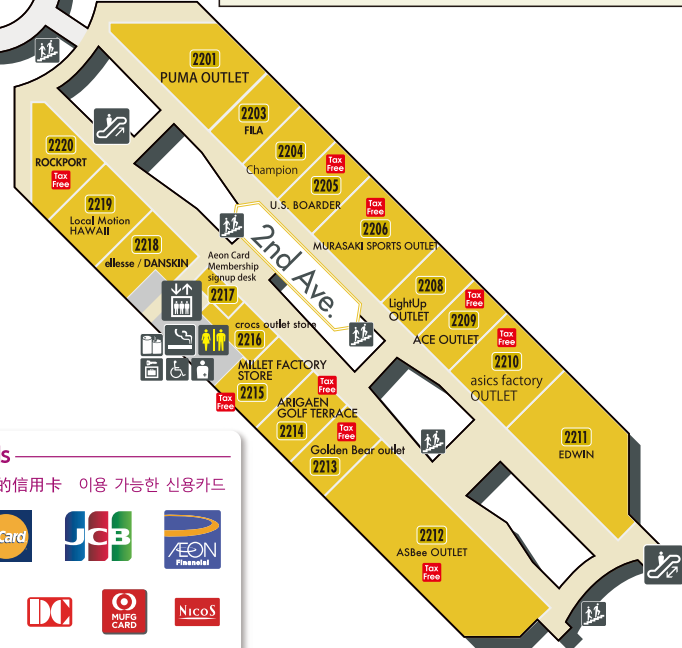 2201
PUMA OUTLET
2203
FILA
2204
Champion
Tax
Free
2205
U.S. BOARDER
Tax
Free
2206
MURASAKI SPORTS OUTLET
2208
LightUp
OUTLET
Tax
Free
2209
ACE OUTLET
Tax
Free
2210
asics factory
OUTLET
2211
EDWIN
2nd Ave.
2220
ROCKPORT
Tax
Free
2219
Local Motion
HAWAII
2218
ellesse / DANSKIN
Aeon Card
Membership
signup desk
2217
crocs outlet store
2216
MILLET FACTORY
STORE
Tax
Free
2215
Tax
Free
ARIGAEN
GOLF TERRACE
2214
Tax
Free
Golden Bear outlet
2213
2212
ASBee OUTLET
Tax
Free
的信用卡 이용 가능한 신용카드
Card
JCB
ÆON
Financial
DC
MUFG
CARD
NICOS